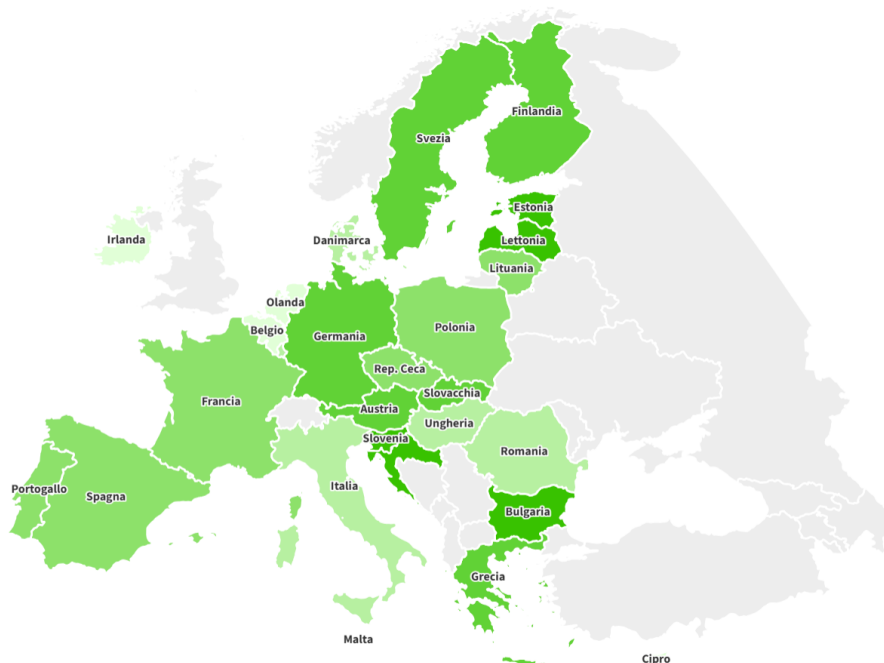 Finlandia
Svezia
Estonia
Irlanda
Danimarca
Lettonia
Lituania
Olanda
Belgio
Germania
Polonia
Rep. Ceca
Slovacchia
Francia
Austria
Ungheria
Slovenia
Romania
Portogallo
Spagna
Italia
Bulgaria
Grecia
Malta
Cipro